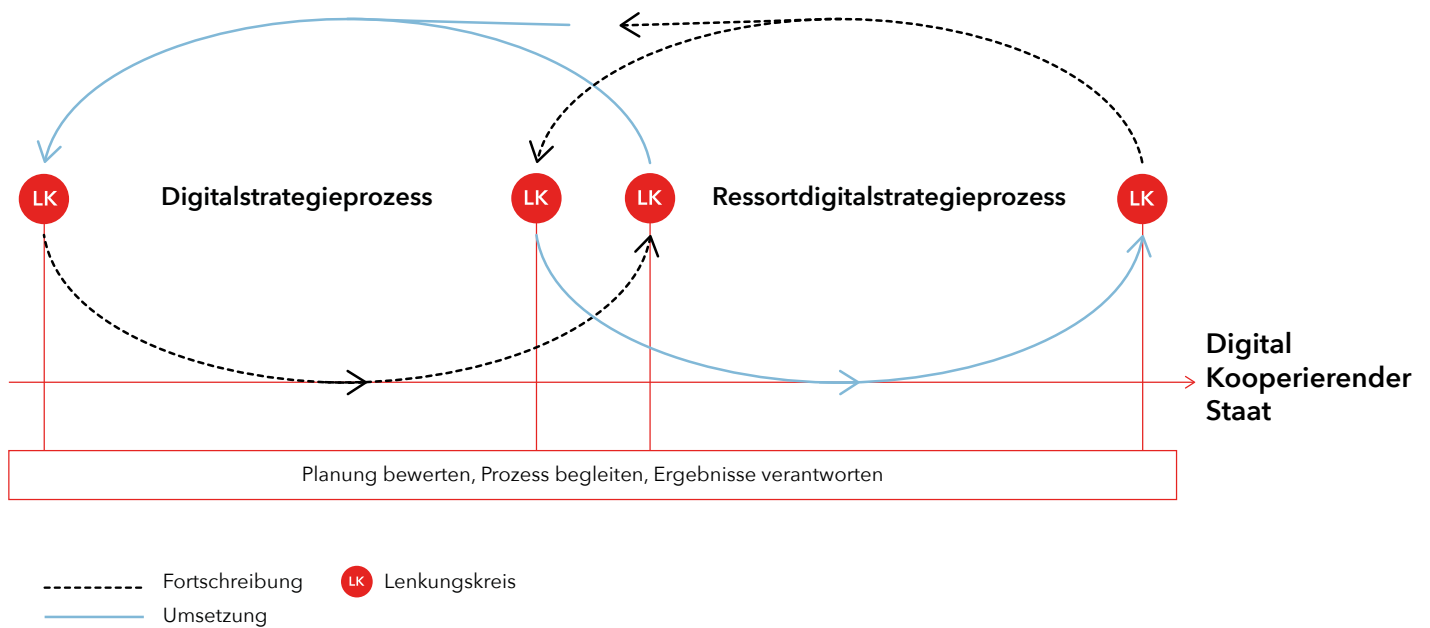 LK
Digitalstrategieprozess
LK
LK
Ressortdigitalstrategieprozess
LK
Digital
Kooperierender
Staat
Planung bewerten, Prozess begleiten, Ergebnisse verantworten
Fortschreibung
LK
Lenkungskreis
Umsetzung